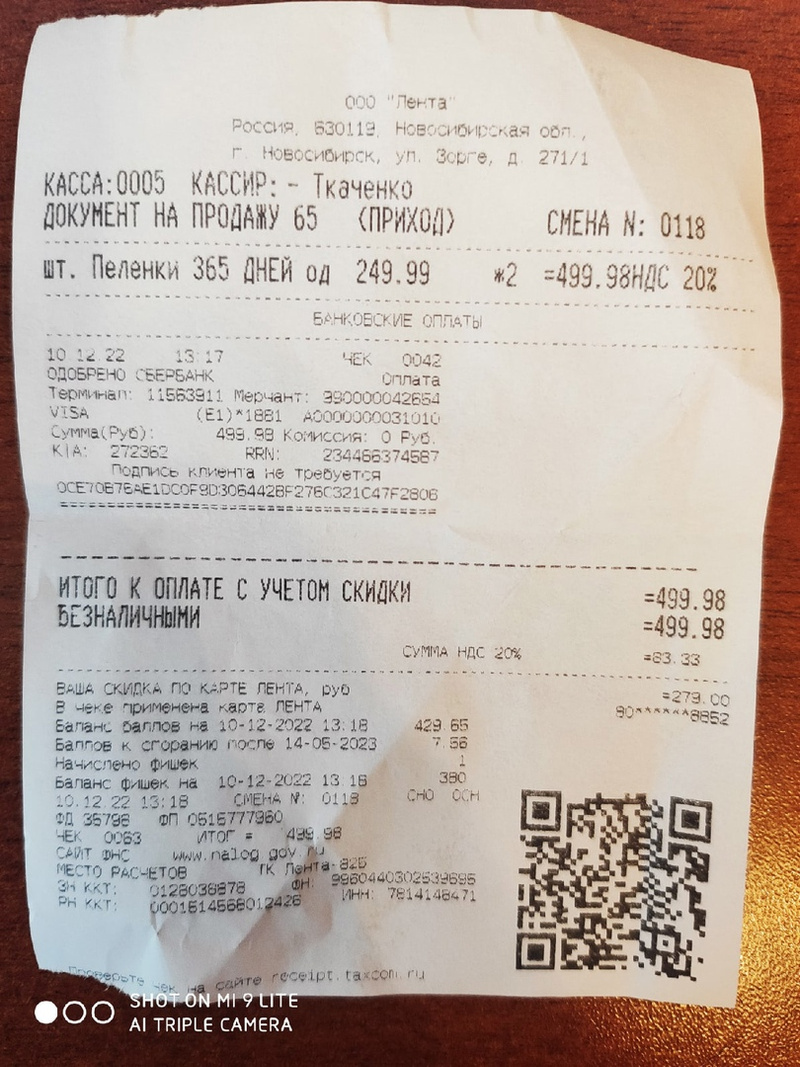 ООО "Лента"
Россия, 630119, Новосибирская обл.,
г. Новосибирск, ул. Зорге, д. 271/1
КАССА:0005 КАССИР: - Ткаченко
ДОКУМЕНТ НА ПРОДАЖУ 65 (ПРИХОД) СМЕНА N: 0118
шт. Пеленки 365 ДНЕЙ од 249.99 *2 =499.98НДС 20%
БАНКОВСКИЕ ОПЛАТЫ
10.12.22 13:17 ЧЕК 0042
ОДОБРЕНО СБЕРБАНК Оплата
Терминал: 11563911 Мерчант: 990000042654
VISA (E1)*1881 A0000000031010
Сумма(Руб): 499.98 Комиссия: 0 Руб.
К|А: 272362 RRN: 234466374587
Подпись клиента не требуется
0CE70B76AE1DC0F9D306442BF276C321C47F2806
ИТОГО К ОПЛАТЕ С УЧЕТОМ СКИДКИ =499.98
БЕЗНАЛИЧНЫМИ =499.98
СУММА НДС 20% =83.33
ВАША СКИДКА ПО КАРТЕ ЛЕНТА, руб =279.00
В чеке применена карта ЛЕНТА 80******8852
Баланс баллов на 10-12-2022 13:18 429.65
Баллов к сгоранию после 14-05-2023 7.56
Начислено фишек 1
Баланс фишек на 10-12-2022 13:18 380
10.12.22 13:18 СМЕНА N: 0118 СНО ОСН
ФД 35798 ФП 0515777960
ЧЕК 0063 ИТОГ = 499.98
САЙТ ФНС www.nalog.gov.ru
МЕСТО РАСЧЕТОВ ТК Лента-825
ЗН ККТ: 0128036878 ФН: 9960440302539695
РН ККТ: 0001514568012426 ИНН: 7814148471
Проверьте чек на сайте receipt.taxcom.ru
SHOT ON MI 9 LITE
AI TRIPLE CAMERA